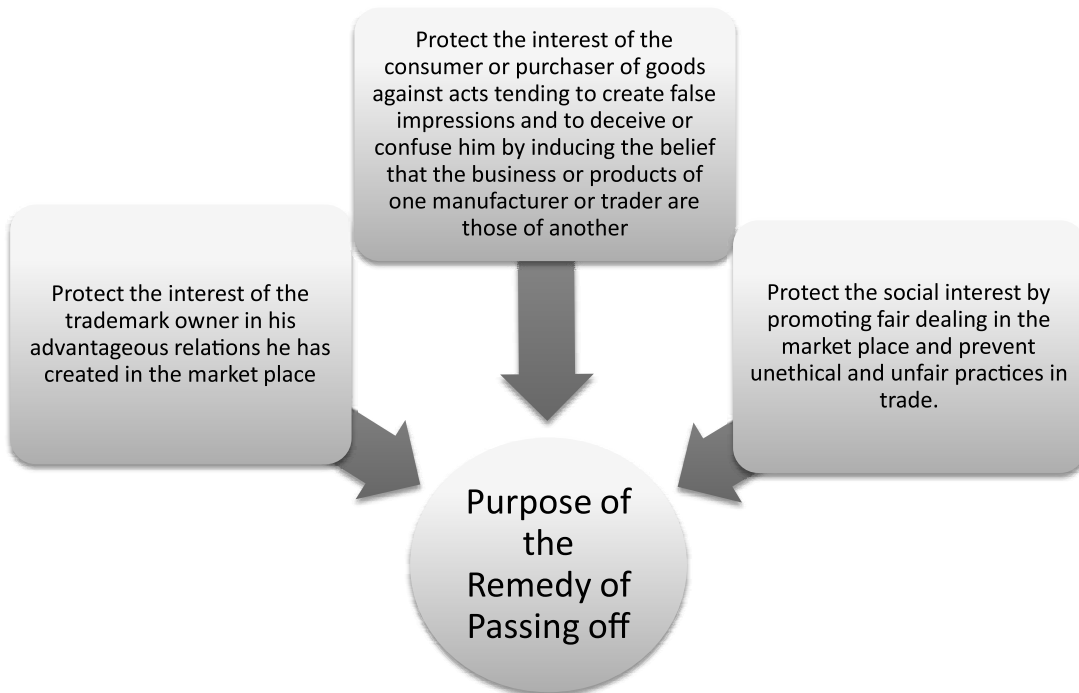 Protect the interest of the
consumer or purchaser of goods
against acts tending to create false
impressions and to deceive or
confuse him by inducing the belief
that the business or products of
one manufacturer or trader are
those of another
Protect the interest of the
trademark owner in his
advantageous relations he has
created in the market place
Protect the social interest by
promoting fair dealing in the
market place and prevent
unethical and unfair practices in
trade.
Purpose of
the
Remedy of
Passing off